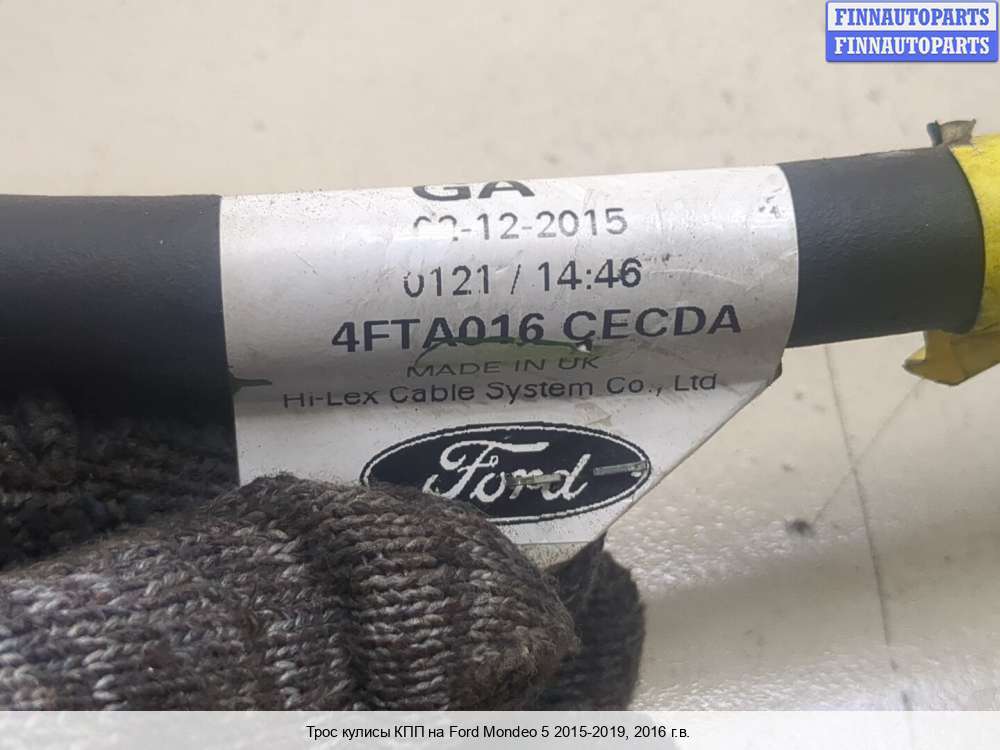 FINNAUTOPARTS
FINNAUTOPARTS
GA
02-12-2015
0121 / 14:46
4FTA016 CECDA
MADE IN UK
Hi-Lex Cable System Co., Ltd
Ford
Трос кулисы КПП на Ford Mondeo 5 2015-2019, 2016 г.в.